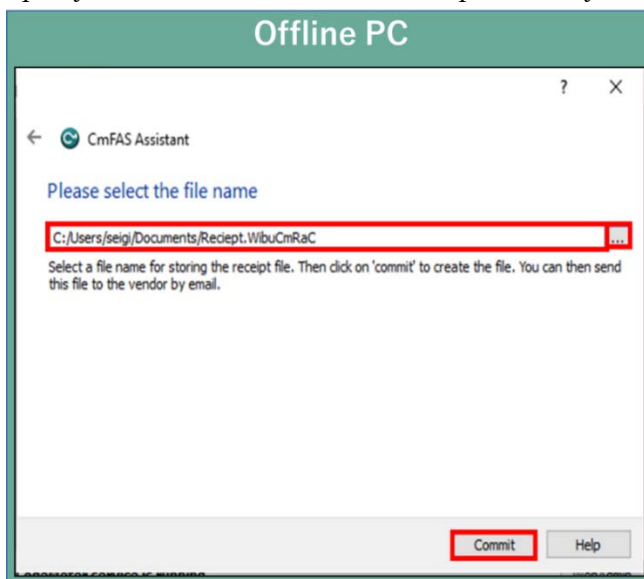 Offline PC
? X
← CmFAS Assistant
Please select the file name
C:/Users/seigi/Documents/Reciept.WibuCmRaC ...
Select a file name for storing the receipt file. Then click on 'commit' to create the file. You can then send
this file to the vendor by email.
Commit Help